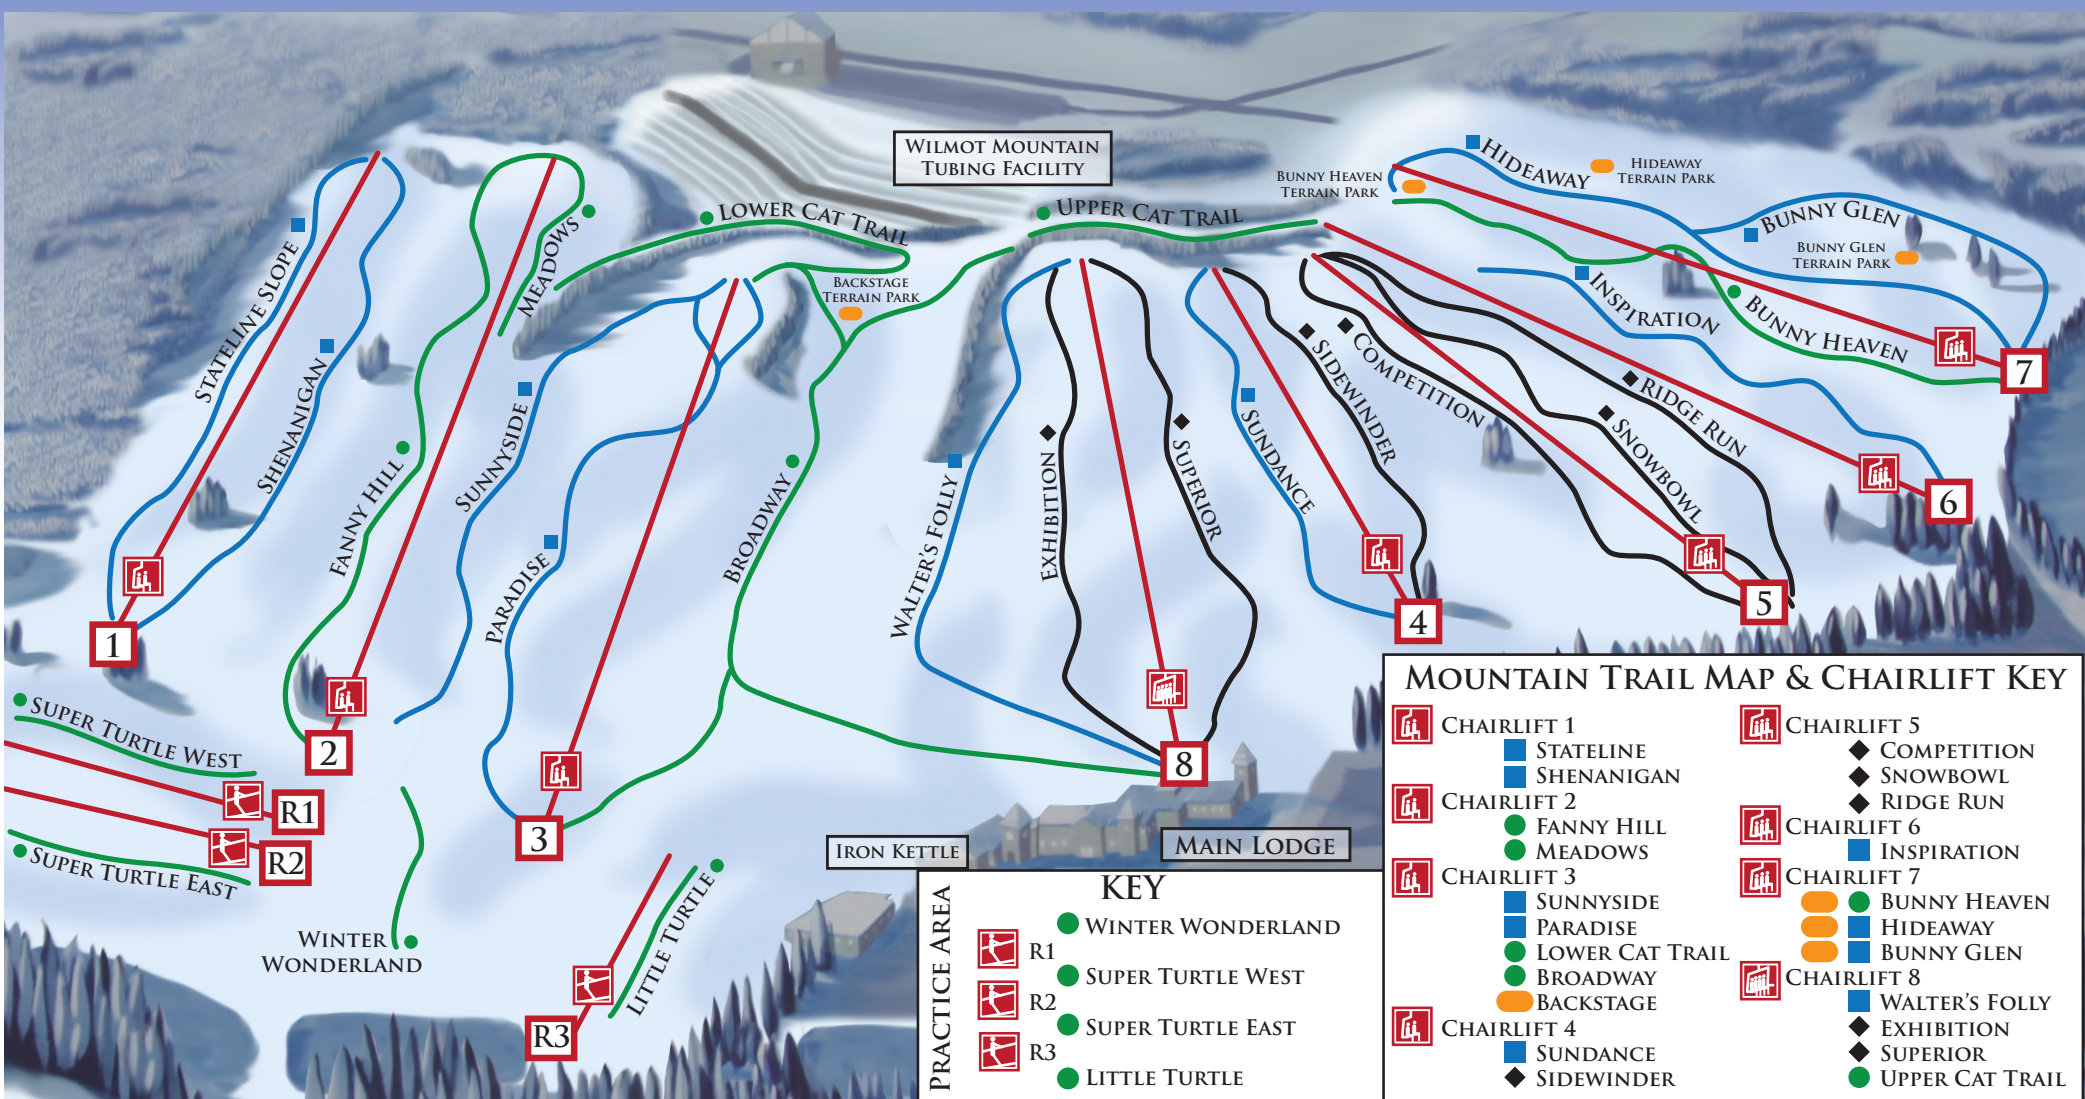 WILMOT MOUNTAIN
TUBING FACILITY
HIDEAWAY
HIDEAWAY
TERRAIN PARK
BUNNY HEAVEN
TERRAIN PARK
LOWER CAT TRAIL
UPPER CAT TRAIL
BUNNY GLEN
BUNNY GLEN
TERRAIN PARK
MEADOWS
STATELINE SLOPE
BACKSTAGE
TERRAIN PARK
INSPIRATION
BUNNY HEAVEN
SHENANIGAN
SIDEWINDER
COMPETITION
RIDGE RUN
7
FANNY HILL
SUNNYSIDE
BROADWAY
WALTER'S FOLLY
EXHIBITION
SUPERIOR
SUNDANCE
SNOWBOWL
6
PARADISE
1
4
5
2
8
3
SUPER TURTLE WEST
R1
R2
SUPER TURTLE EAST
WINTER
WONDERLAND
LITTLE TURTLE
R3
IRON KETTLE
MAIN LODGE
PRACTICE AREA
KEY
WINTER WONDERLAND
R1
SUPER TURTLE WEST
R2
SUPER TURTLE EAST
R3
LITTLE TURTLE
MOUNTAIN TRAIL MAP & CHAIRLIFT KEY
CHAIRLIFT 1
STATELINE
SHENANIGAN
CHAIRLIFT 2
FANNY HILL
MEADOWS
CHAIRLIFT 3
SUNNYSIDE
PARADISE
LOWER CAT TRAIL
BROADWAY
BACKSTAGE
CHAIRLIFT 4
SUNDANCE
SIDEWINDER
CHAIRLIFT 5
COMPETITION
SNOWBOWL
RIDGE RUN
CHAIRLIFT 6
INSPIRATION
CHAIRLIFT 7
BUNNY HEAVEN
HIDEAWAY
BUNNY GLEN
CHAIRLIFT 8
WALTER'S FOLLY
EXHIBITION
SUPERIOR
UPPER CAT TRAIL